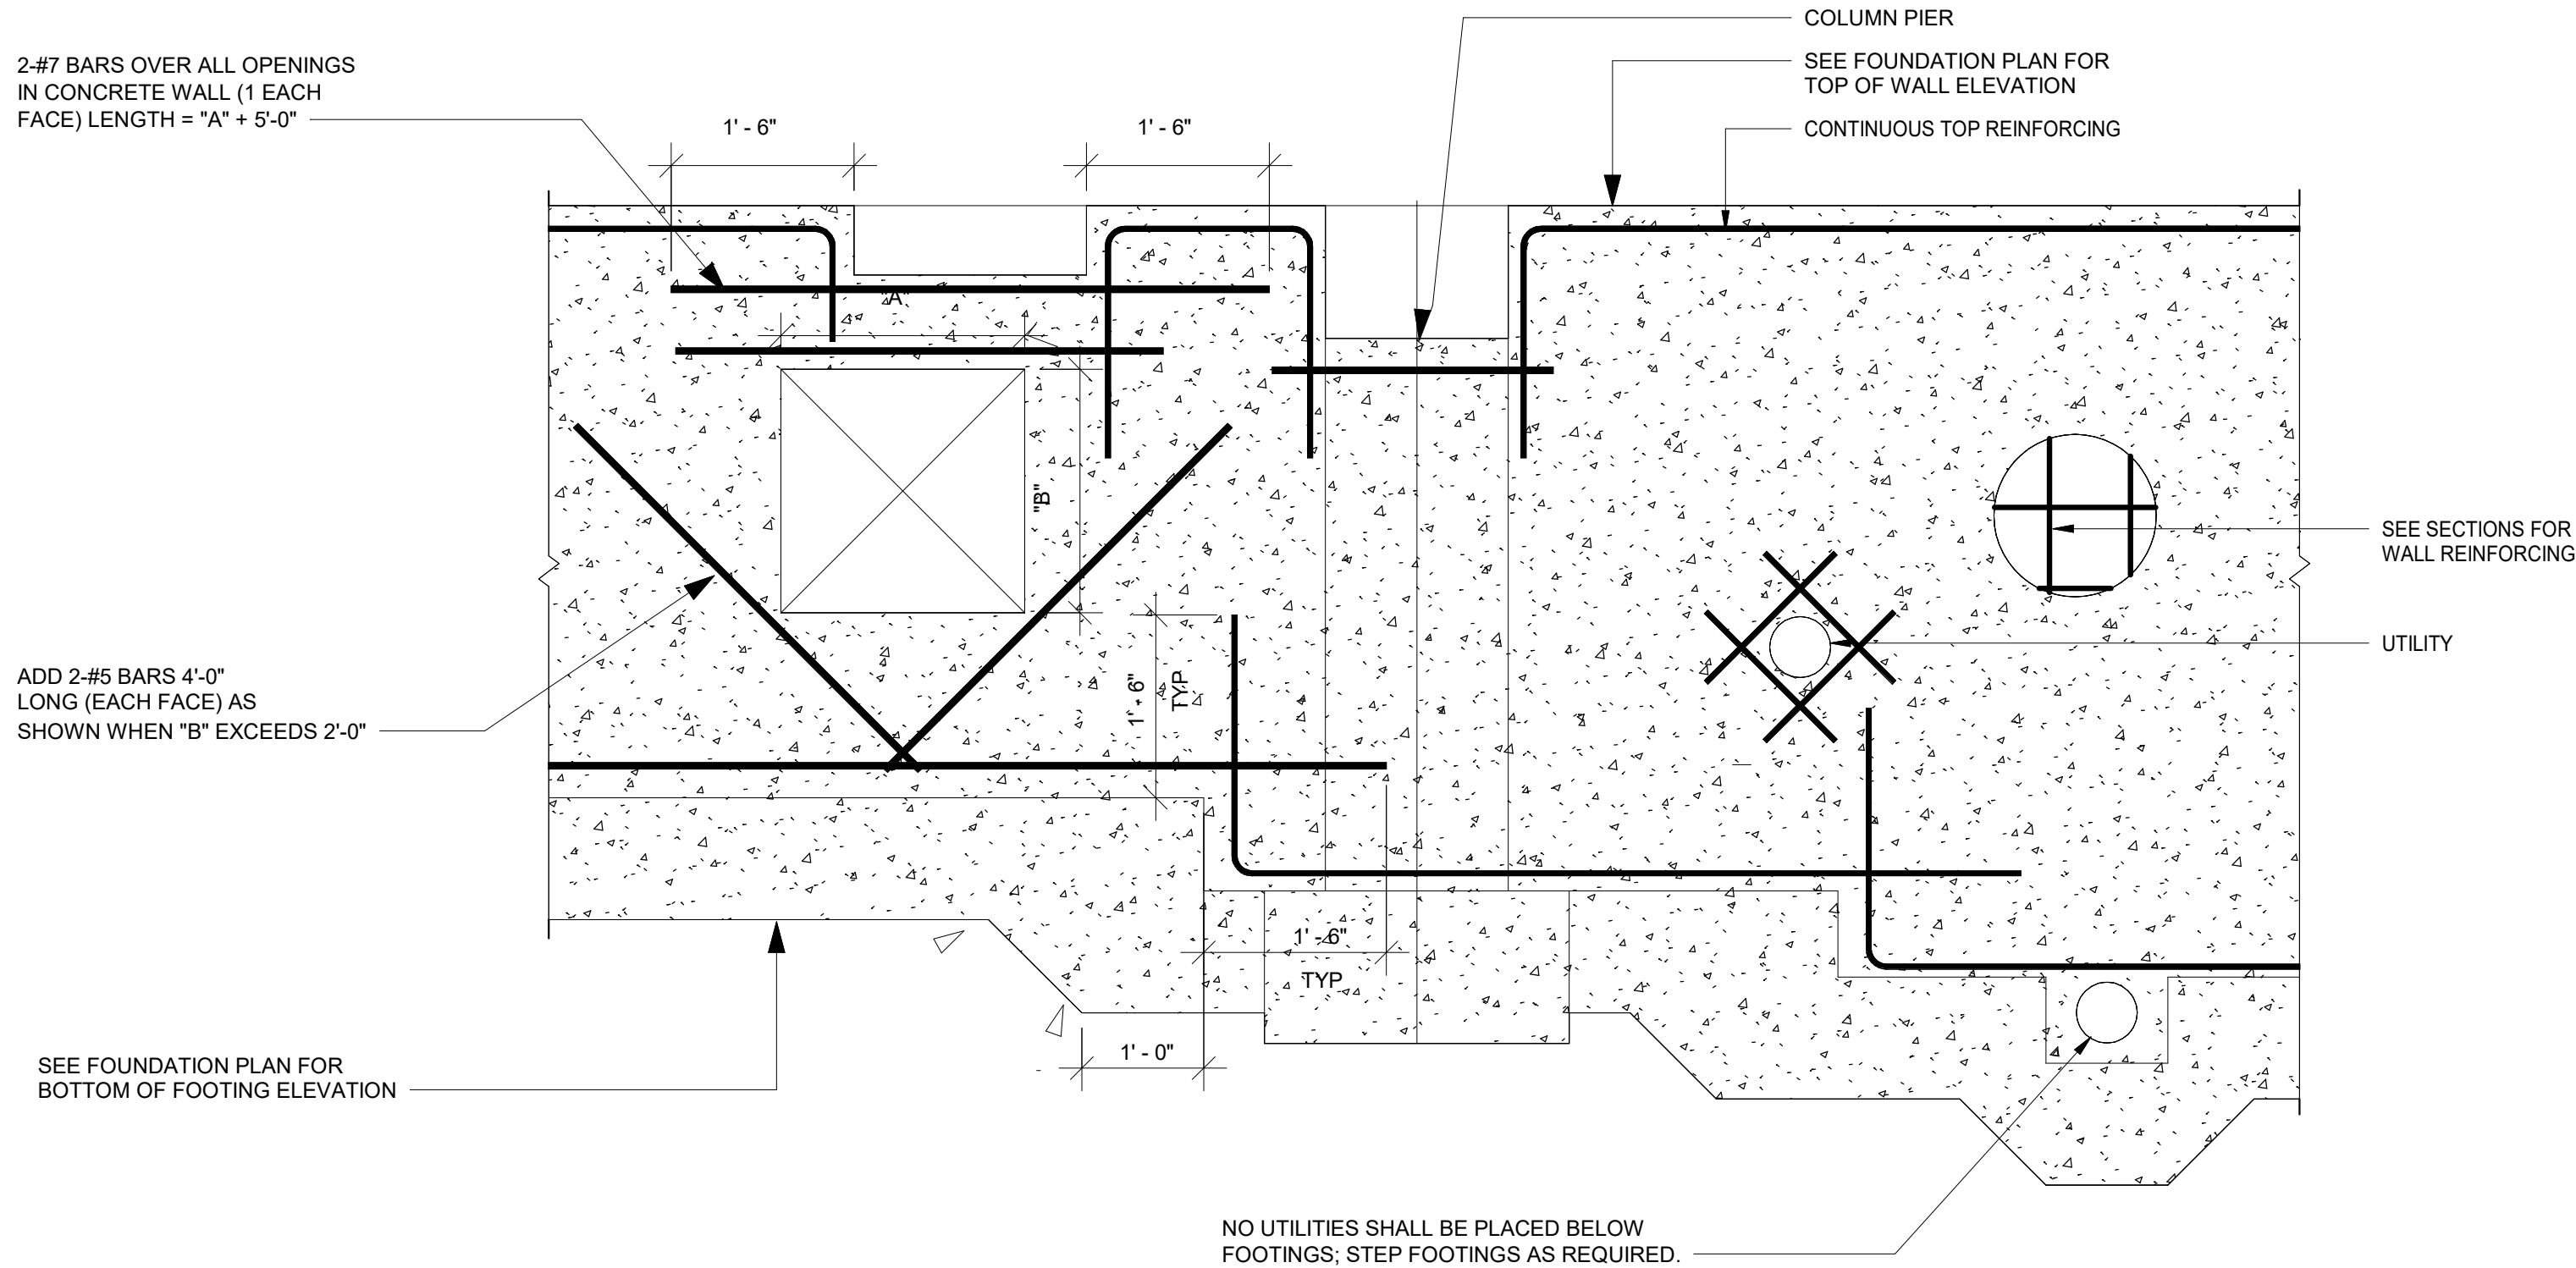 COLUMN PIER
SEE FOUNDATION PLAN FOR
TOP OF WALL ELEVATION
CONTINUOUS TOP REINFORCING
2-#7 BARS OVER ALL OPENINGS
IN CONCRETE WALL (1 EACH
FACE) LENGTH = "A" + 5'-0"
1' - 6"
1' - 6"
"A"
"B"
SEE SECTIONS FOR
WALL REINFORCING
UTILITY
ADD 2-#5 BARS 4'-0"
LONG (EACH FACE) AS
SHOWN WHEN "B" EXCEEDS 2'-0"
1' - 6"
TYP
1' - 6"
TYP
1' - 0"
SEE FOUNDATION PLAN FOR
BOTTOM OF FOOTING ELEVATION
NO UTILITIES SHALL BE PLACED BELOW
FOOTINGS; STEP FOOTINGS AS REQUIRED.